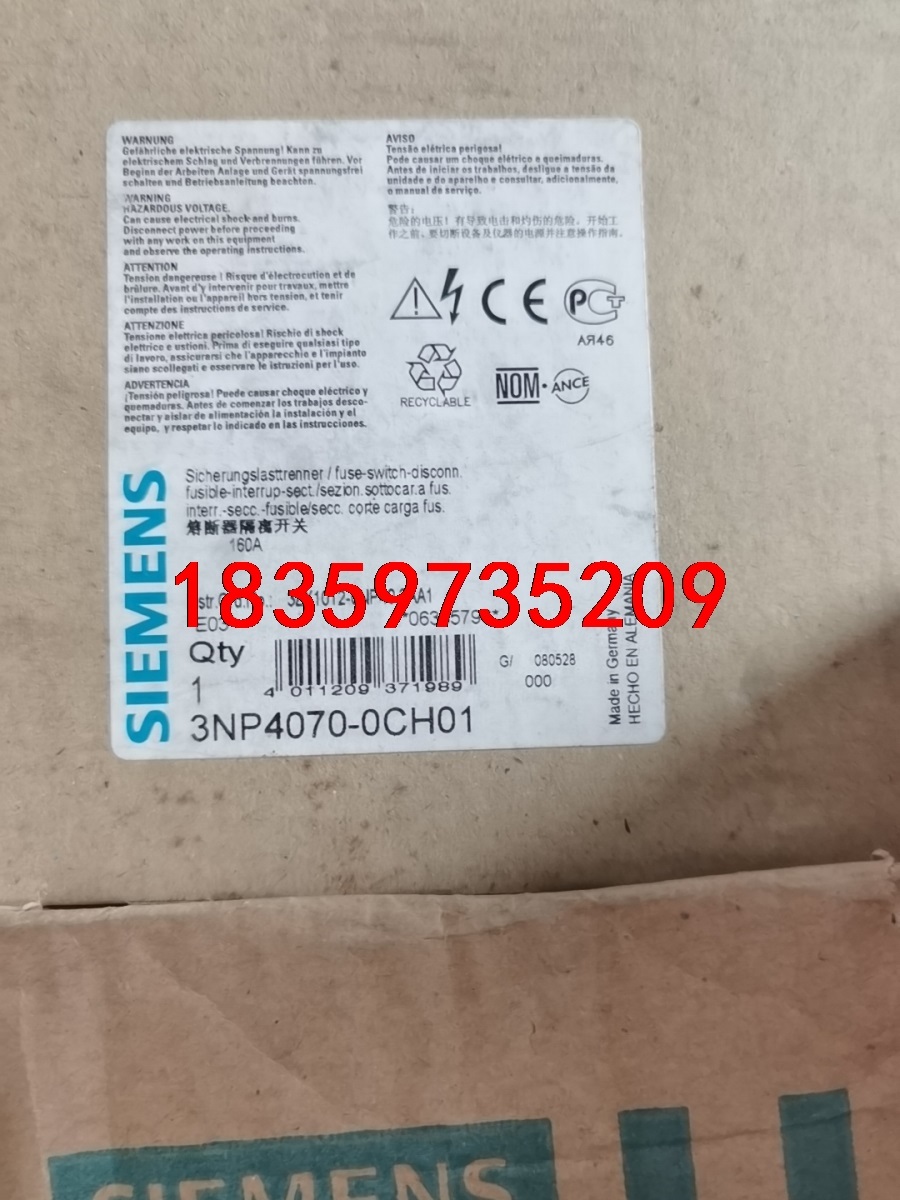 WARNUNG
Gefährliche elektrische Spannung! Kann zu
elektrischem Schlag und Verbrennungen führen. Vor
Beginn der Arbeiten Anlage und Gerät spannungsfrei
schalten und Betriebsanleitung beachten.
WARNING
HAZARDOUS VOLTAGE.
Can cause electrical shock and burns.
Disconnect power before proceeding
with any work on this equipment
and observe the operating instructions.
ATTENTION
Tension dangereuse ! Risque d'électrocution et de
brûlure. Avant d'y intervenir pour travaux, mettre
l'installation ou l'appareil hors tension, et tenir
compte des instructions de service.
ATTENZIONE
Tensione elettrica pericolosa! Rischio di shock
elettrico e ustioni. Prima di eseguire qualsiasi tipo
di lavoro, assicurarsi che l'apparecchio e l'impianto
siano scollegati e osservare le istruzioni per l'uso.
ADVERTENCIA
¡Tensión peligrosa! Puede causar choque eléctrico y
quemaduras. Antes de comenzar los trabajos desco-
nectar y aislar de alimentación la instalación y el
equipo, y respetar lo indicado en las instrucciones.
AVISO
Tensão elétrica perigosa!
Pode causar um choque elétrico e queimaduras.
Antes de iniciar os trabalhos, desligue a tensão da
unidade e do aparelho e consultar, adicionalmente,
o manual de serviço.
警告:
危险的电压! 有导致电击和灼伤的危险。开始工
作之前,要切断设备及仪器的电源并注意操作指南。
CE
РСТ
АЯ46
RECYCLABLE
NOM·ANCE
SIEMENS
Sicherungslasttrenner / fuse-switch-disconn.
fusible-interrup-sect./sezion.sottocar.a fus.
interr.-secc.-fusible/secc. corte carga fus.
熔断器隔离开关
160A
18359735209
Qty
1
4 011209 371989
G/ 080528
000
3NP4070-0CH01
Made in Germany
HECHO EN ALEMANIA
SIEMENS